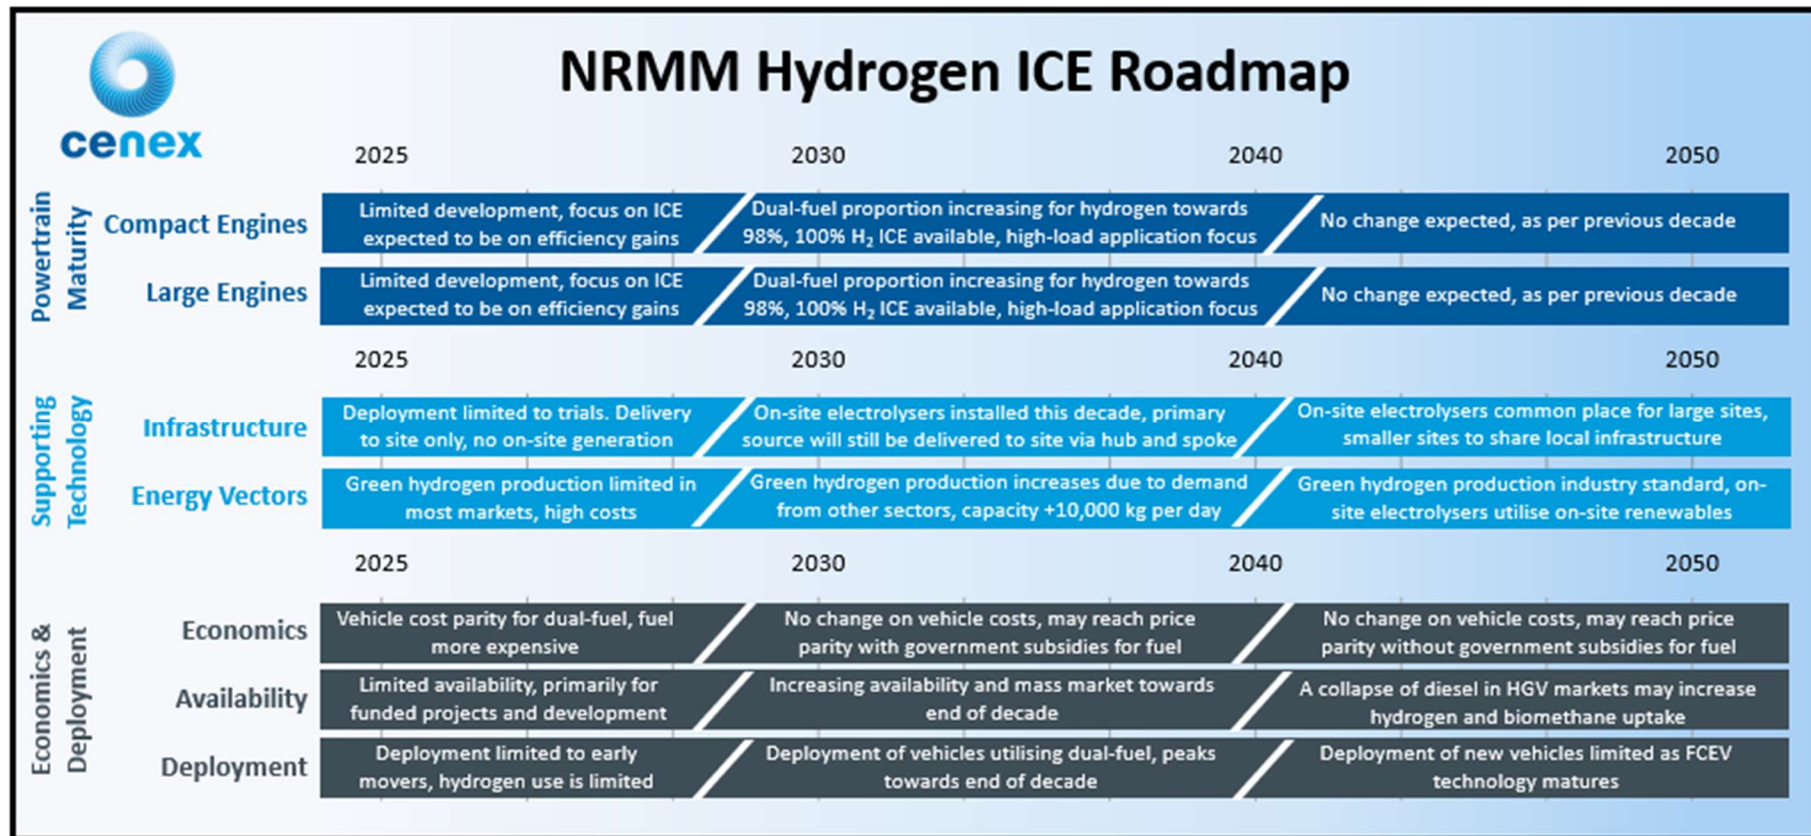 NRMM Hydrogen ICE Roadmap
cenex
2025 2030 2040 2050
Powertrain
Maturity
Compact Engines
Limited development, focus on ICE
expected to be on efficiency gains
Dual-fuel proportion increasing for hydrogen towards
98%, 100% H₂ ICE available, high-load application focus
No change expected, as per previous decade
Large Engines
Limited development, focus on ICE
expected to be on efficiency gains
Dual-fuel proportion increasing for hydrogen towards
98%, 100% H₂ ICE available, high-load application focus
No change expected, as per previous decade
2025 2030 2040 2050
Supporting
Technology
Infrastructure
Deployment limited to trials. Delivery
to site only, no on-site generation
On-site electrolysers installed this decade, primary
source will still be delivered to site via hub and spoke
On-site electrolysers common place for large sites,
smaller sites to share local infrastructure
Energy Vectors
Green hydrogen production limited in
most markets, high costs
Green hydrogen production increases due to demand
from other sectors, capacity +10,000 kg per day
Green hydrogen production industry standard, on-
site electrolysers utilise on-site renewables
2025 2030 2040 2050
Economics &
Deployment
Economics
Vehicle cost parity for dual-fuel, fuel
more expensive
No change on vehicle costs, may reach price
parity with government subsidies for fuel
No change on vehicle costs, may reach price
parity without government subsidies for fuel
Availability
Limited availability, primarily for
funded projects and development
Increasing availability and mass market towards
end of decade
A collapse of diesel in HGV markets may increase
hydrogen and biomethane uptake
Deployment
Deployment limited to early
movers, hydrogen use is limited
Deployment of vehicles utilising dual-fuel, peaks
towards end of decade
Deployment of new vehicles limited as FCEV
technology matures